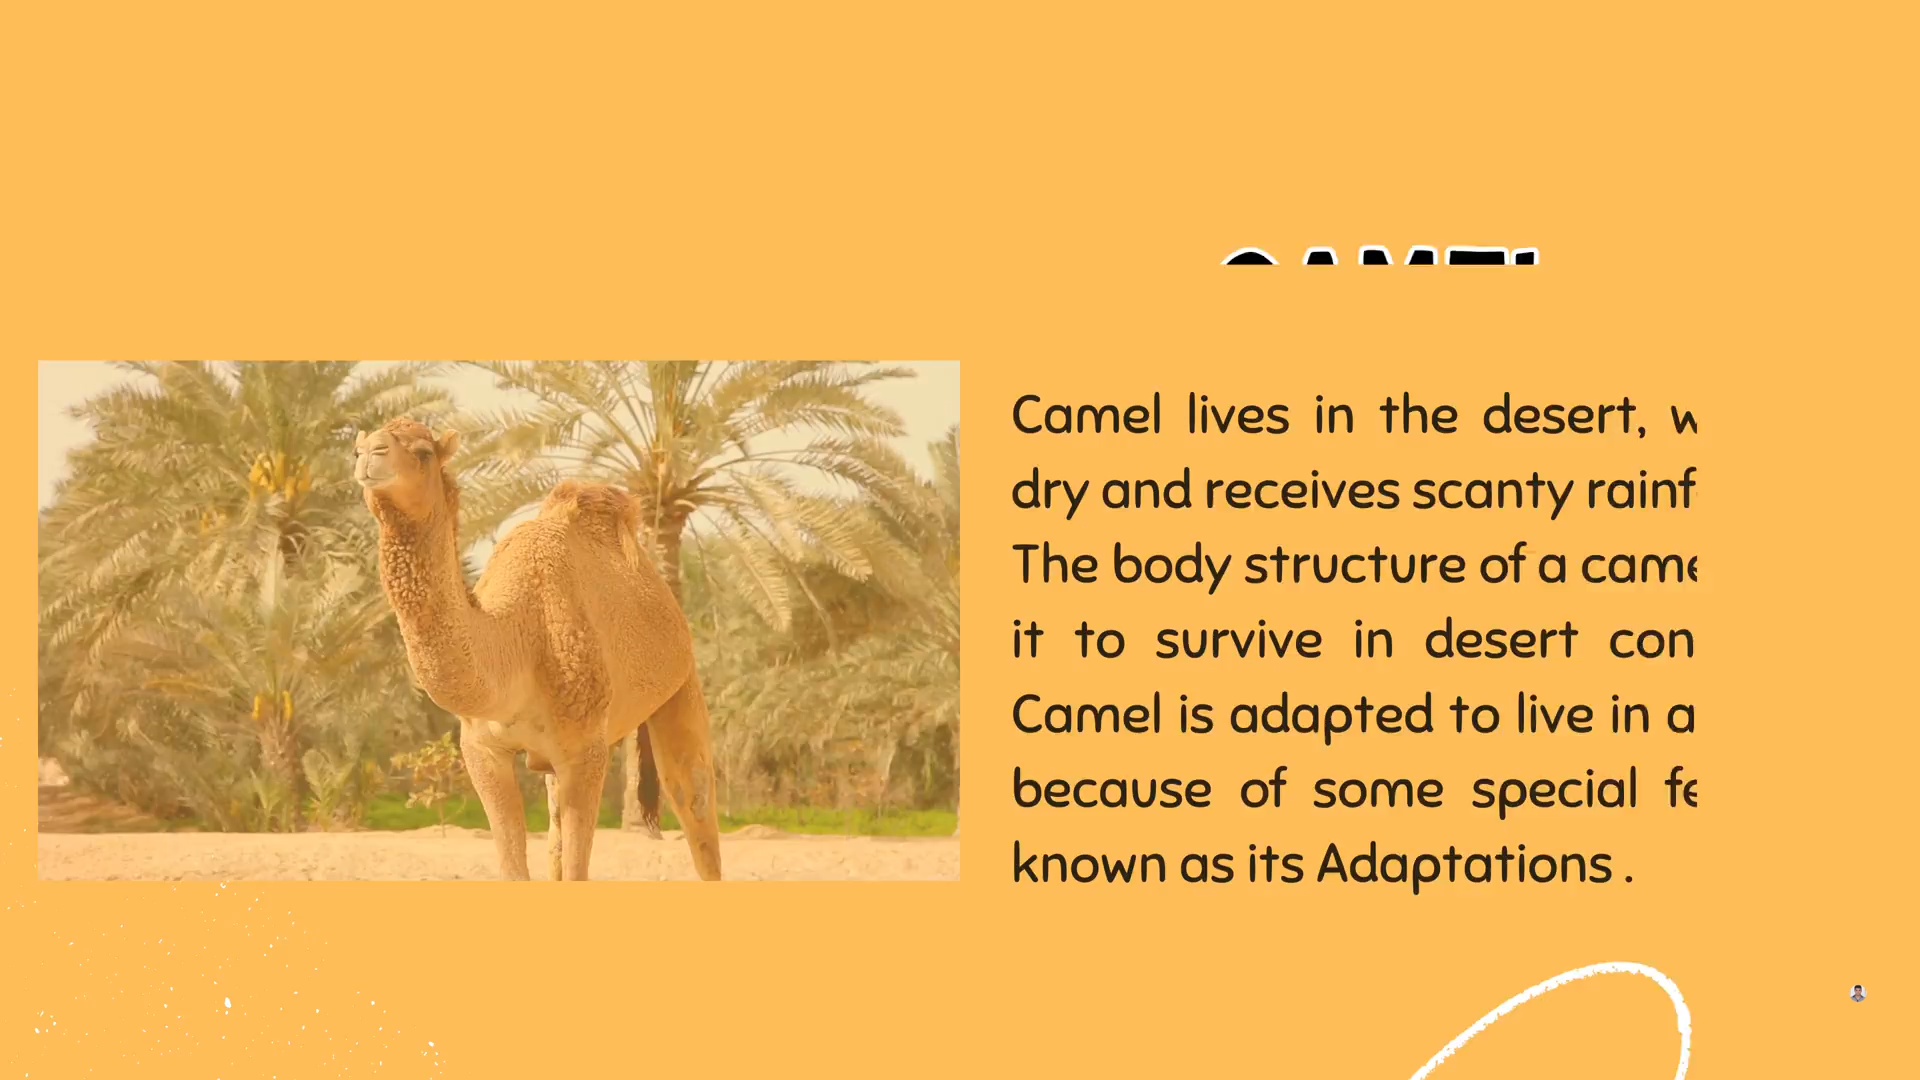 Camel lives in the desert,
dry and receives scanty
The body structure of a
it to survive in desert
Camel is adapted to live in
because of some special
known as its Adaptations .